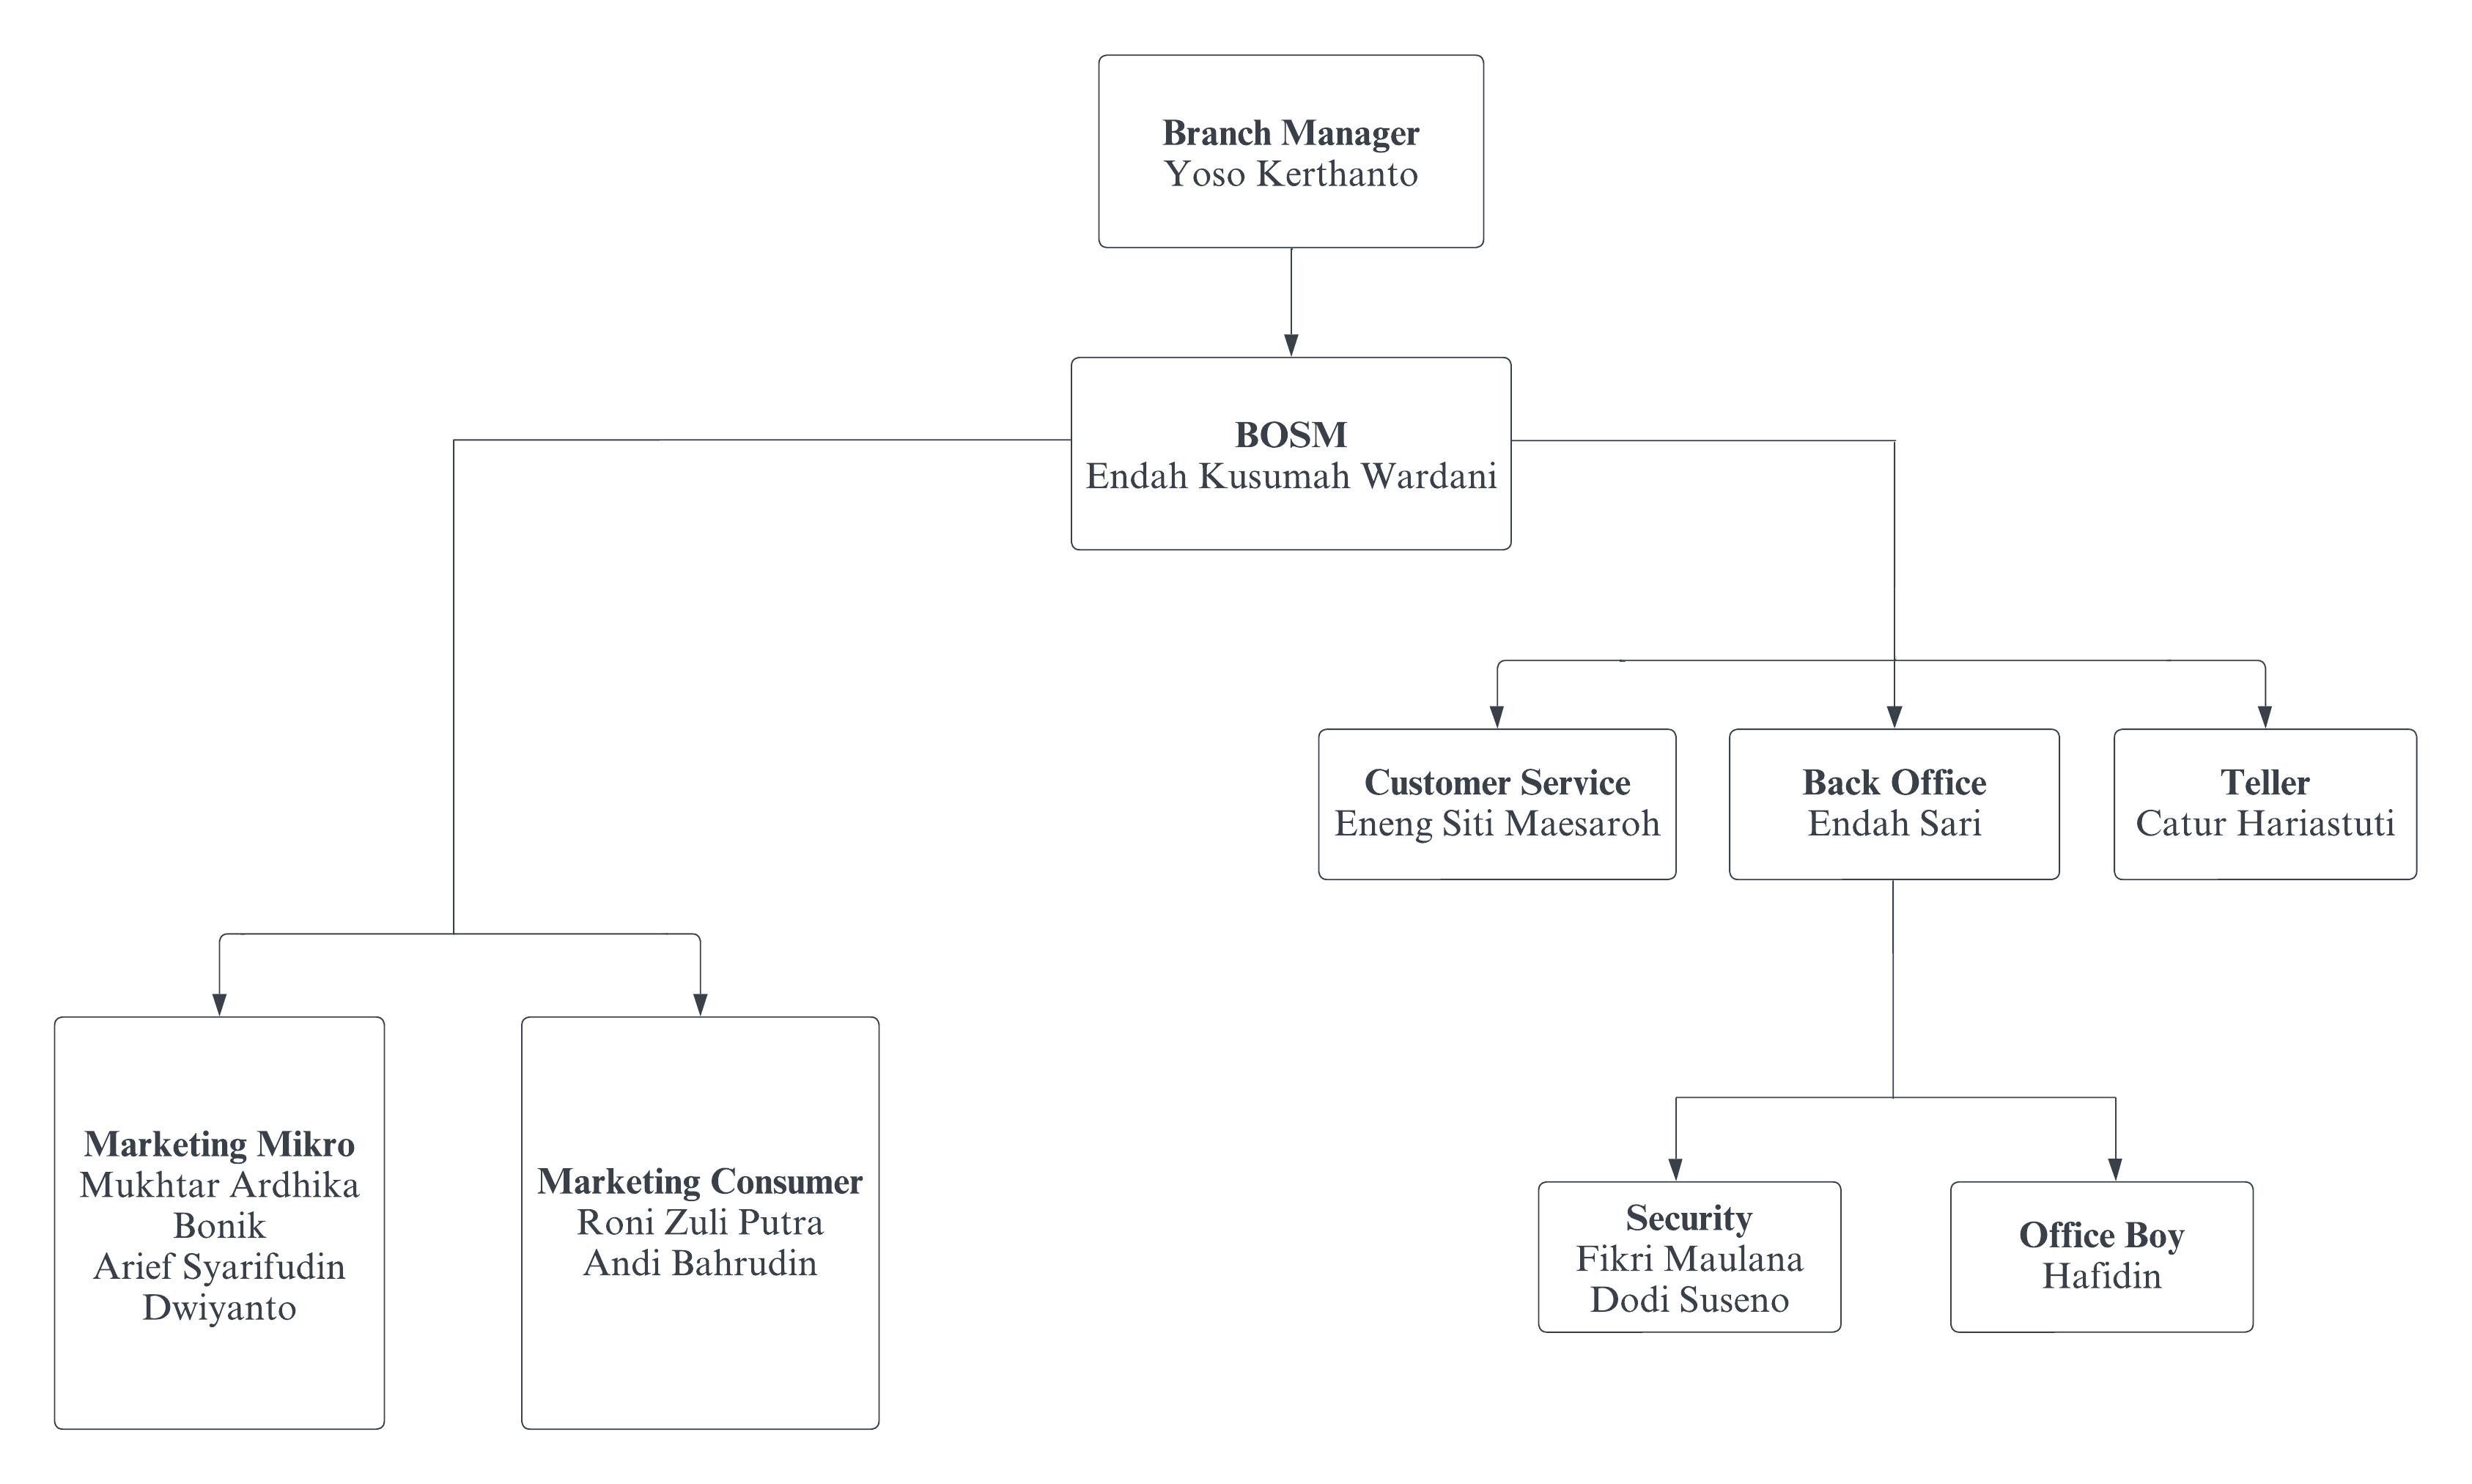 Branch Manager
Yoso Kerthanto
BOSM
Endah Kusumah Wardani
Customer Service
Eneng Siti Maesaroh
Back Office
Endah Sari
Teller
Catur Hariastuti
Marketing Mikro
Mukhtar Ardhika
Bonik
Arief Syarifudin
Dwiyanto
Marketing Consumer
Roni Zuli Putra
Andi Bahrudin
Security
Fikri Maulana
Dodi Suseno
Office Boy
Hafidin